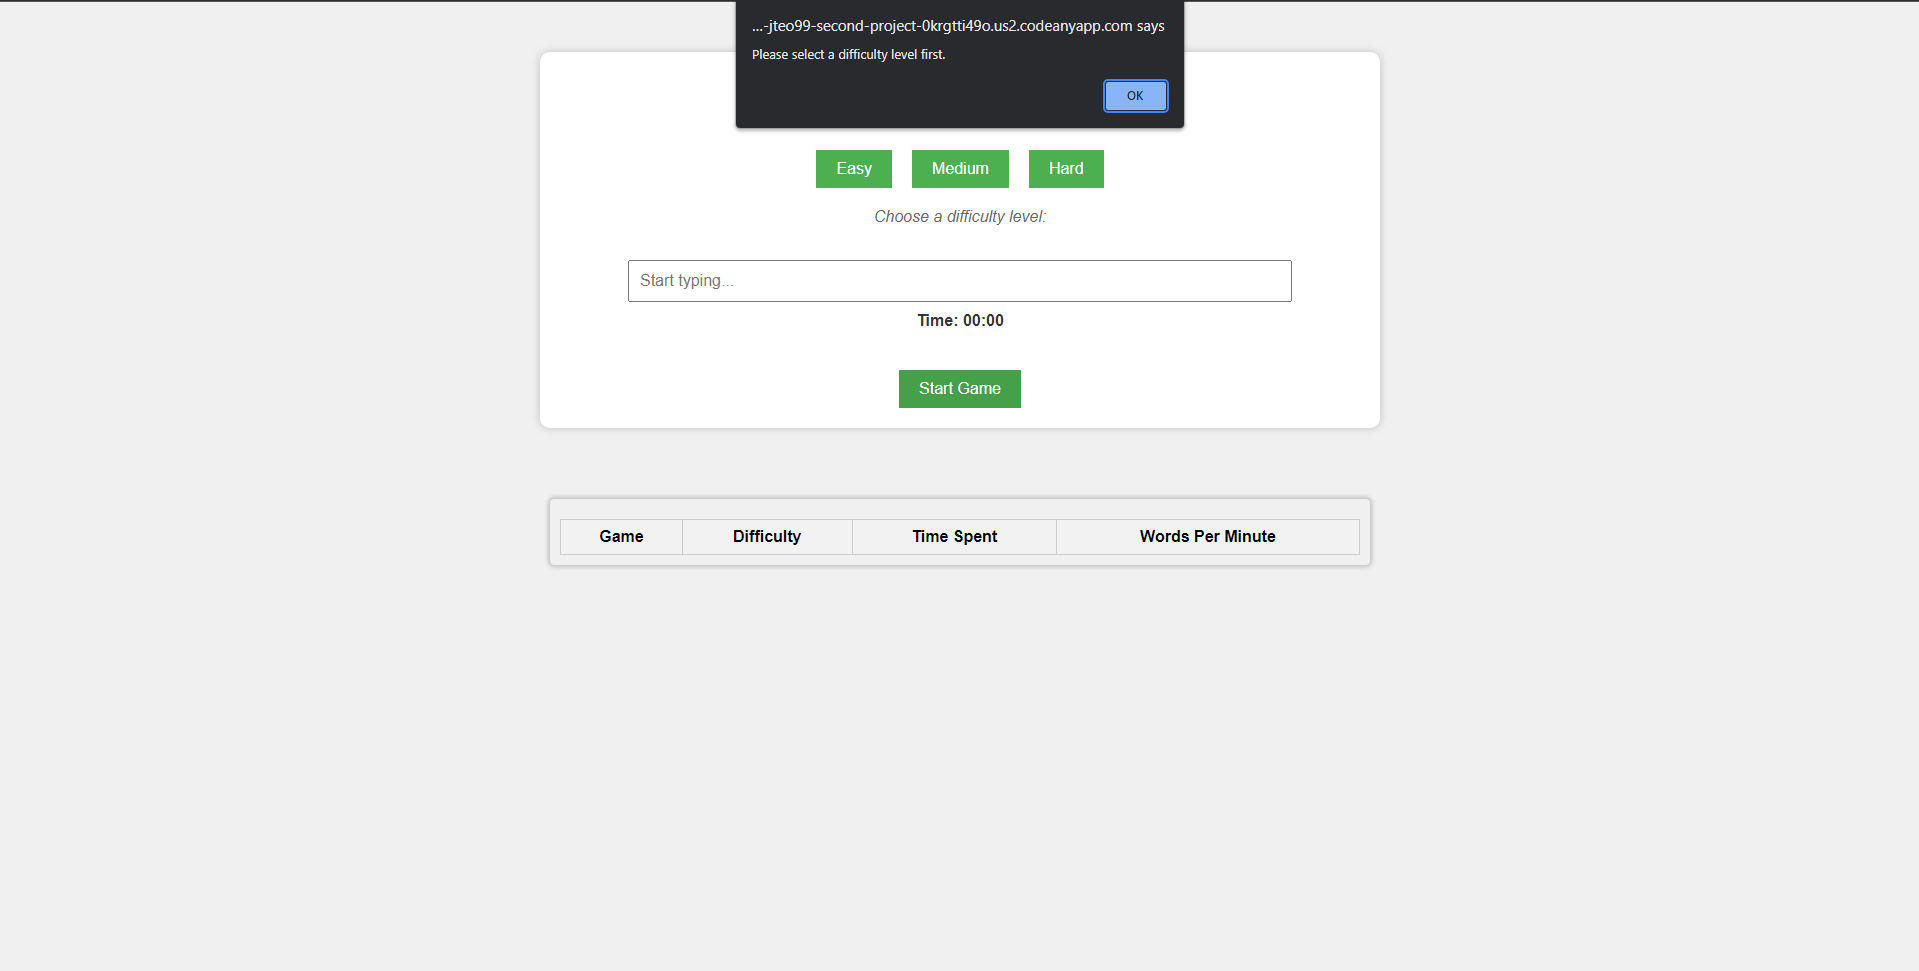 ...-jteo99-second-project-0krgtti49o.us2.codeanyapp.com says
Please select a difficulty level first.
OK
Easy Medium Hard
Choose a difficulty level:
Start typing...
Time: 00:00
Start Game
Game Difficulty Time Spent Words Per Minute